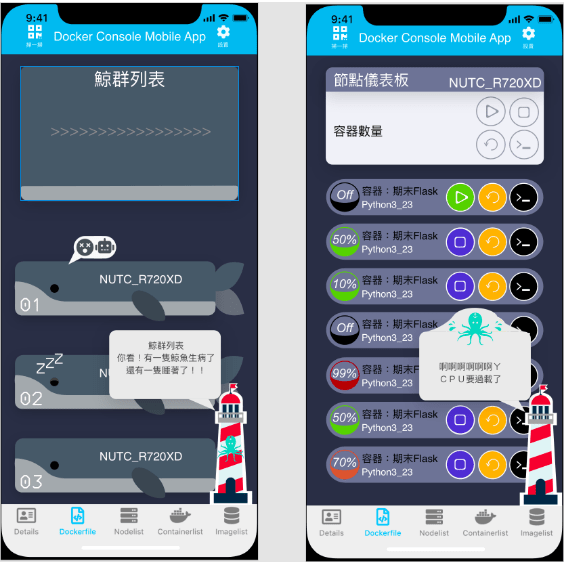 9:41
Docker Console Mobile App
掃一掃
設置
鯨群列表
>>>>>>>>>>>>>>>>>
NUTC_R720XD
01
鯨群列表
你看！有一隻鯨魚生病了
還有一隻睡著了！！
ZZZ
02
NUTC_R720XD
03
Details
Dockerfile
Nodelist
Containerlist
Imagelist
9:41
Docker Console Mobile App
掃一掃
設置
節點儀表板
NUTC_R720XD
容器數量
Off
容器：期末Flask
Python3_23
50%
容器：期末Flask
Python3_23
10%
容器：期末Flask
Python3_23
Off
容器：期末Flask
Python3_23
99%
容器：期末Flask
Python3_23
啊啊啊啊啊啊ㄚ
ＣＰＵ要過載了
50%
容器：期末Flask
Python3_23
70%
容器：期末Flask
Python3_23
Details
Dockerfile
Nodelist
Containerlist
Imagelist